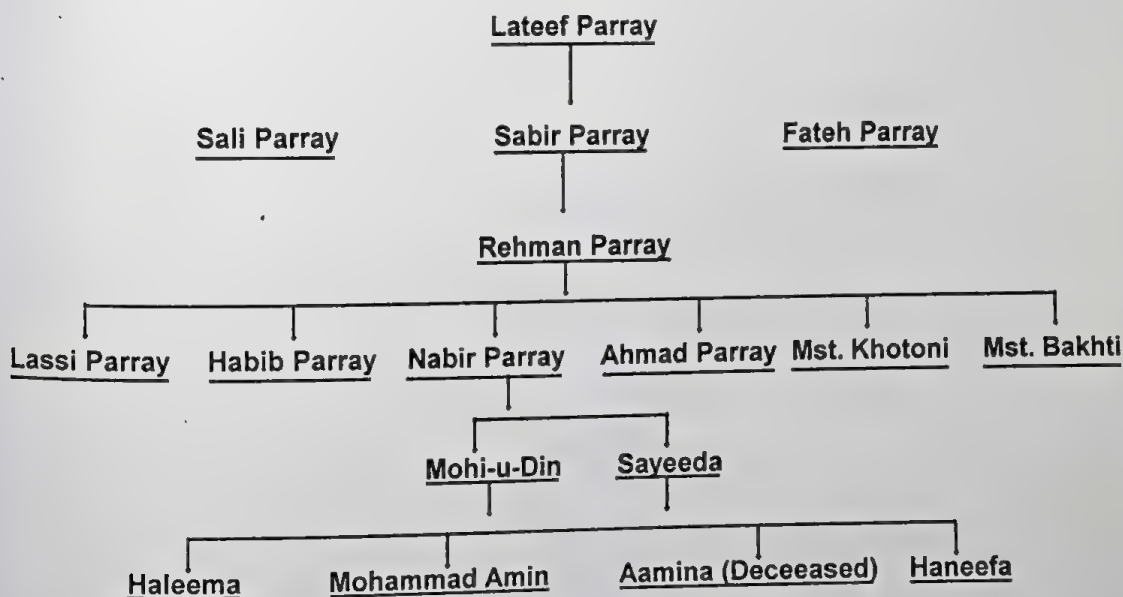 Lateef Parray
Sali Parray Sabir Parray Fateh Parray
Rehman Parray
Lassi Parray Habib Parray Nabir Parray Ahmad Parray Mst. Khotoni Mst. Bakhti
Mohi-u-Din Sayeeda
Haleema Mohammad Amin Aamina (Deceeased) Haneefa